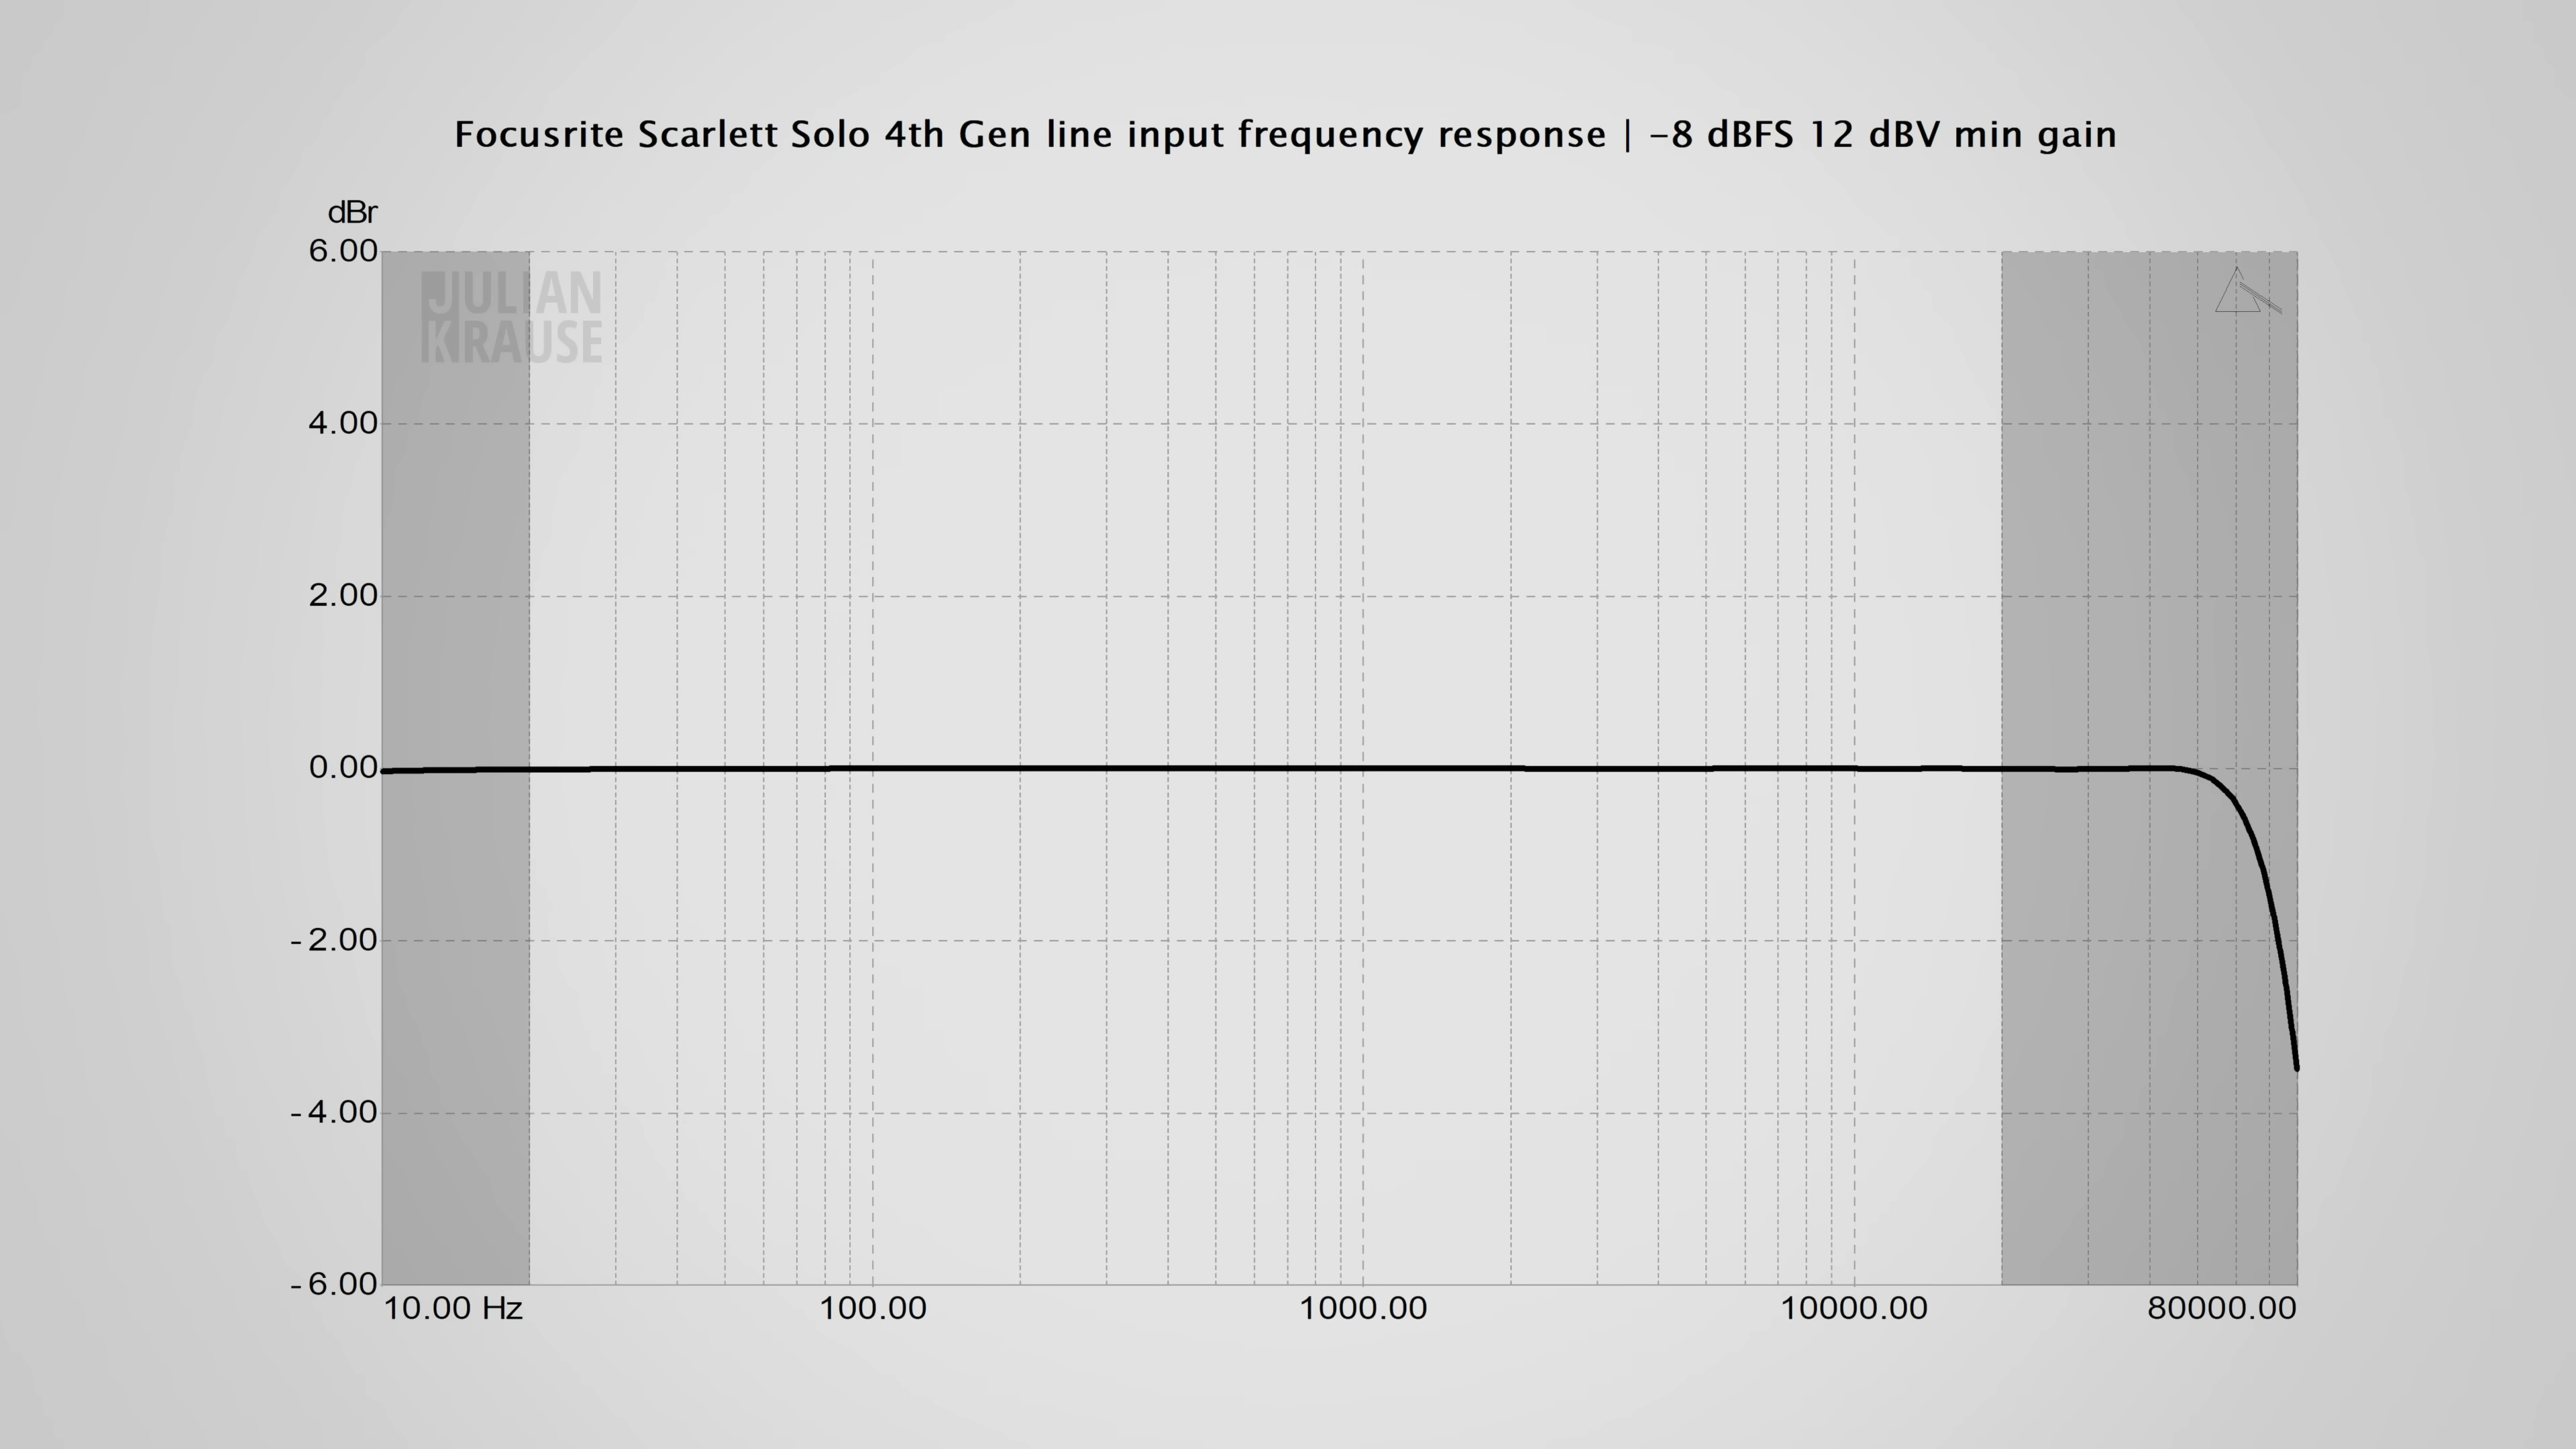 Focusrite Scarlett Solo 4th Gen line input frequency response | -8 dBFS 12 dBV min gain
dBr
6.00
JULIAN
KRAUSE
4.00
2.00
0.00
-2.00
-4.00
-6.00
10.00 Hz 100.00 1000.00 10000.00 80000.00